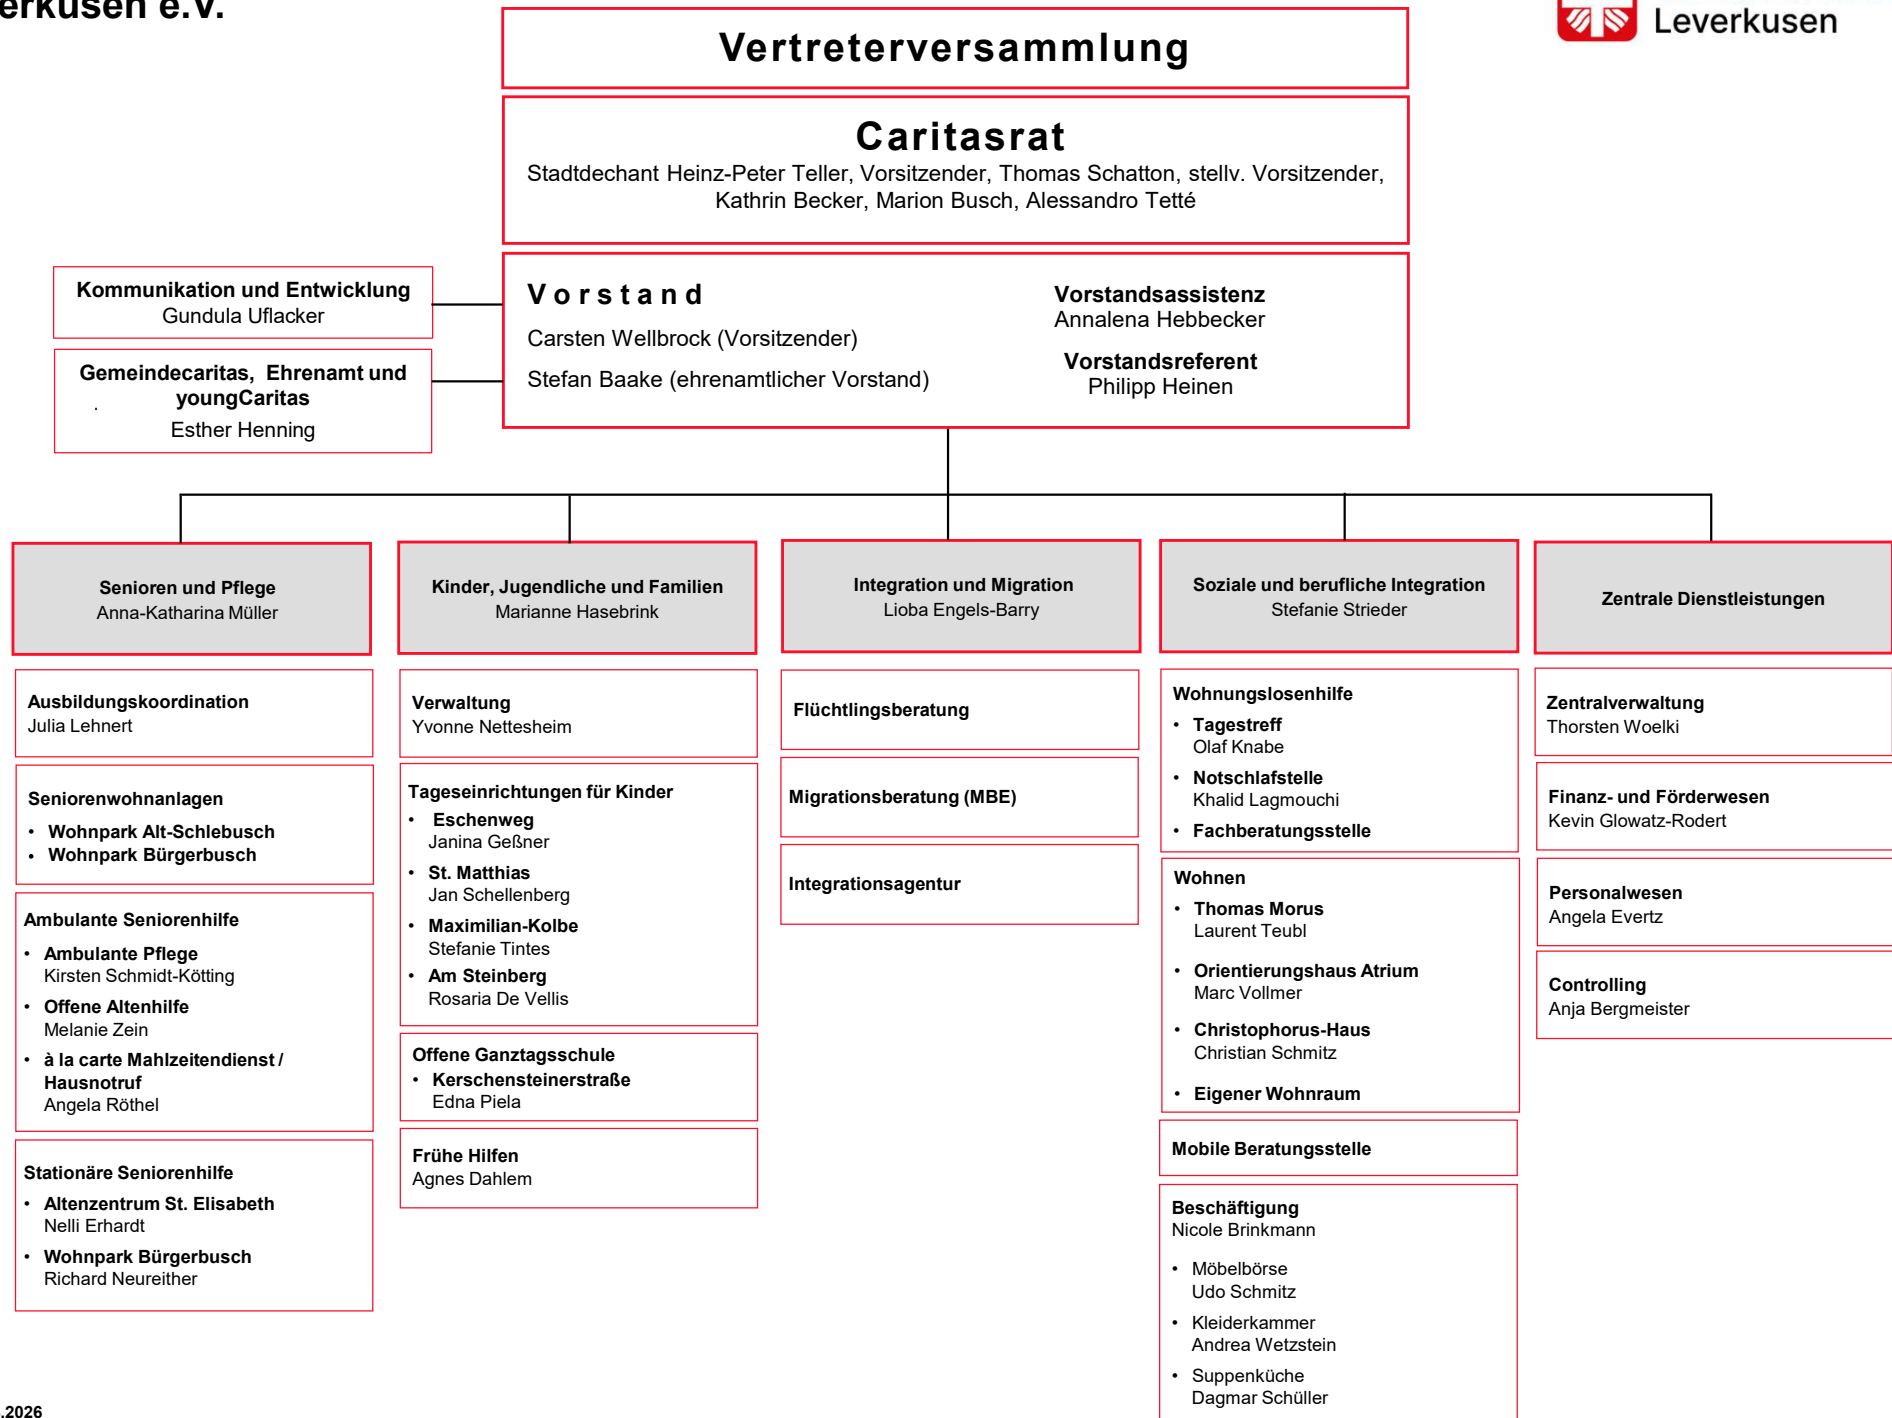 Leverkusen
Vertreterversammlung
Caritasrat
Stadtdechant Heinz-Peter Teller, Vorsitzender, Thomas Schatton, stellv. Vorsitzender,
Kathrin Becker, Marion Busch, Alessandro Tetté
Kommunikation und Entwicklung
Gundula Uflacker
Gemeindecaritas, Ehrenamt und
youngCaritas
Esther Henning
Vorstand
Carsten Wellbrock (Vorsitzender)
Stefan Baake (ehrenamtlicher Vorstand)
Vorstandsassistenz
Annalena Hebbecker
Vorstandsreferent
Philipp Heinen
Senioren und Pflege
Anna-Katharina Müller
Ausbildungskoordination
Julia Lehnert
Seniorenwohnanlagen
• Wohnpark Alt-Schlebusch
• Wohnpark Bürgerbusch
Ambulante Seniorenhilfe
• Ambulante Pflege
Kirsten Schmidt-Kötting
• Offene Altenhilfe
Melanie Zein
• à la carte Mahlzeitendienst /
Hausnotruf
Angela Röthel
Stationäre Seniorenhilfe
• Altenzentrum St. Elisabeth
Nelli Erhardt
• Wohnpark Bürgerbusch
Richard Neureither
Kinder, Jugendliche und Familien
Marianne Hasebrink
Verwaltung
Yvonne Nettesheim
Tageseinrichtungen für Kinder
• Eschenweg
Janina Geßner
• St. Matthias
Jan Schellenberg
• Maximilian-Kolbe
Stefanie Tintes
• Am Steinberg
Rosaria De Vellis
Offene Ganztagsschule
• Kerschensteinerstraße
Edna Piela
Frühe Hilfen
Agnes Dahlem
Integration und Migration
Lioba Engels-Barry
Flüchtlingsberatung
Migrationsberatung (MBE)
Integrationsagentur
Soziale und berufliche Integration
Stefanie Strieder
Wohnungslosenhilfe
• Tagestreff
Olaf Knabe
• Notschlafstelle
Khalid Lagmouchi
• Fachberatungsstelle
Wohnen
• Thomas Morus
Laurent Teubl
• Orientierungshaus Atrium
Marc Vollmer
• Christophorus-Haus
Christian Schmitz
• Eigener Wohnraum
Mobile Beratungsstelle
Beschäftigung
Nicole Brinkmann
• Möbelbörse
Udo Schmitz
• Kleiderkammer
Andrea Wetzstein
• Suppenküche
Dagmar Schüller
Zentrale Dienstleistungen
Zentralverwaltung
Thorsten Woelki
Finanz- und Förderwesen
Kevin Glowatz-Rodert
Personalwesen
Angela Evertz
Controlling
Anja Bergmeister
.2026